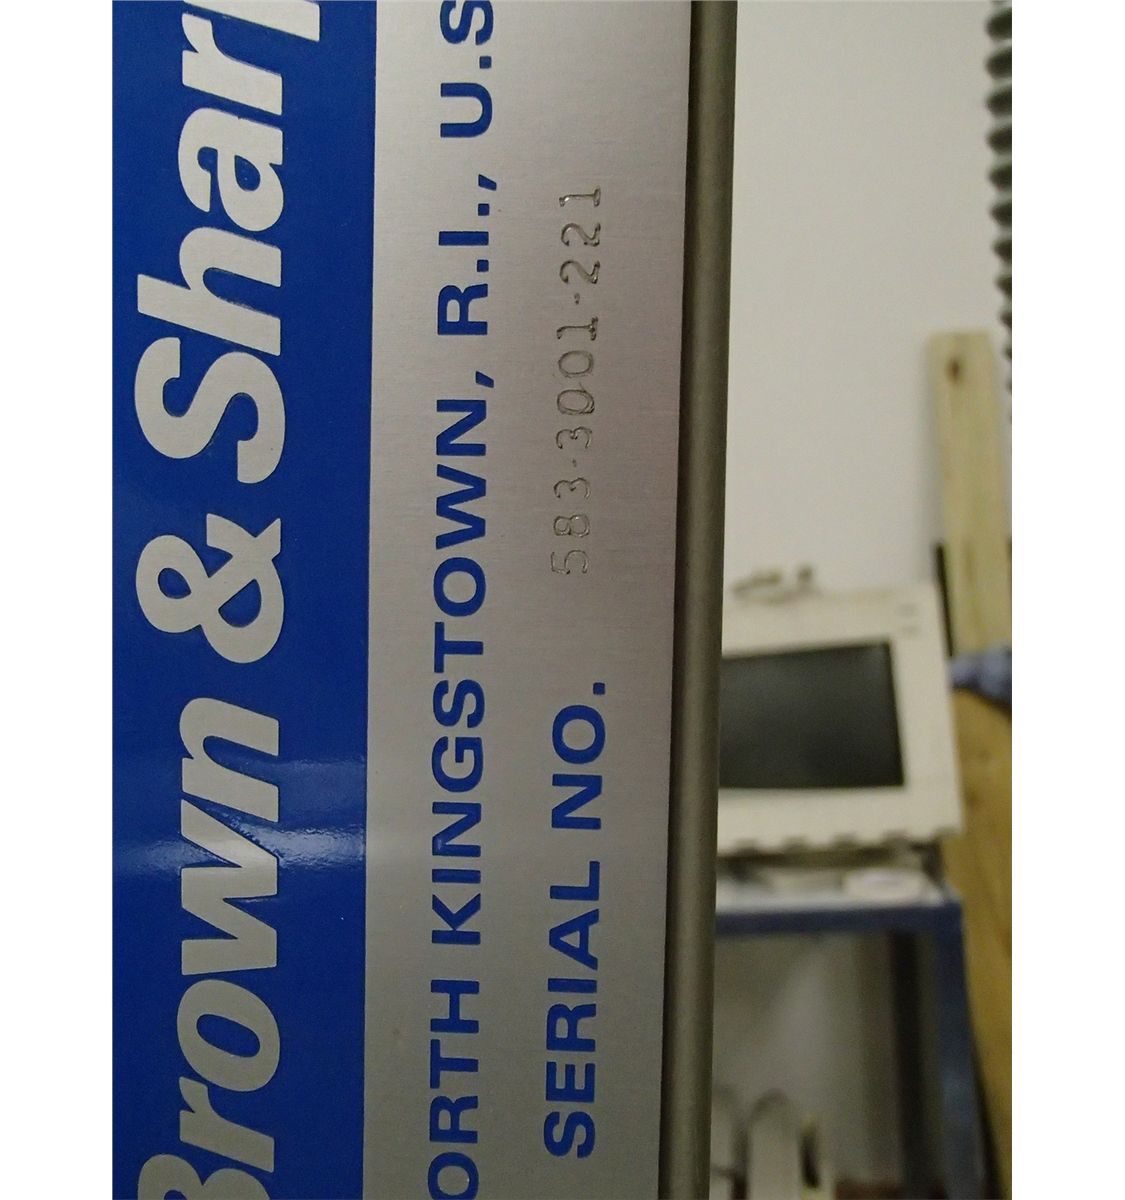 Brown & Shar
ORTH KINGSTOWN, R.I., U.S
SERIAL NO. 583-3001-221